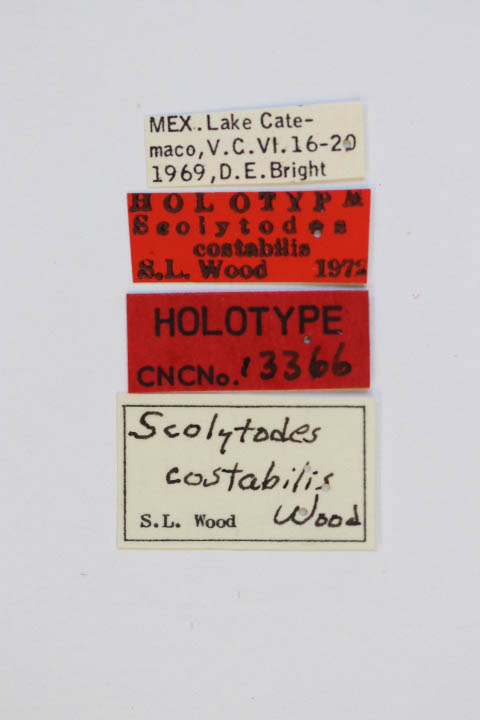 MEX.Lake Cate-
maco,V.C.VI.16-20
1969,D.E.Bright
HOLOTYPE
Scolytodes
costabilis
S.L. Wood 1972
HOLOTYPE
CNCNo. 13366
Scolytodes
costabilis
Wood
S.L. Wood